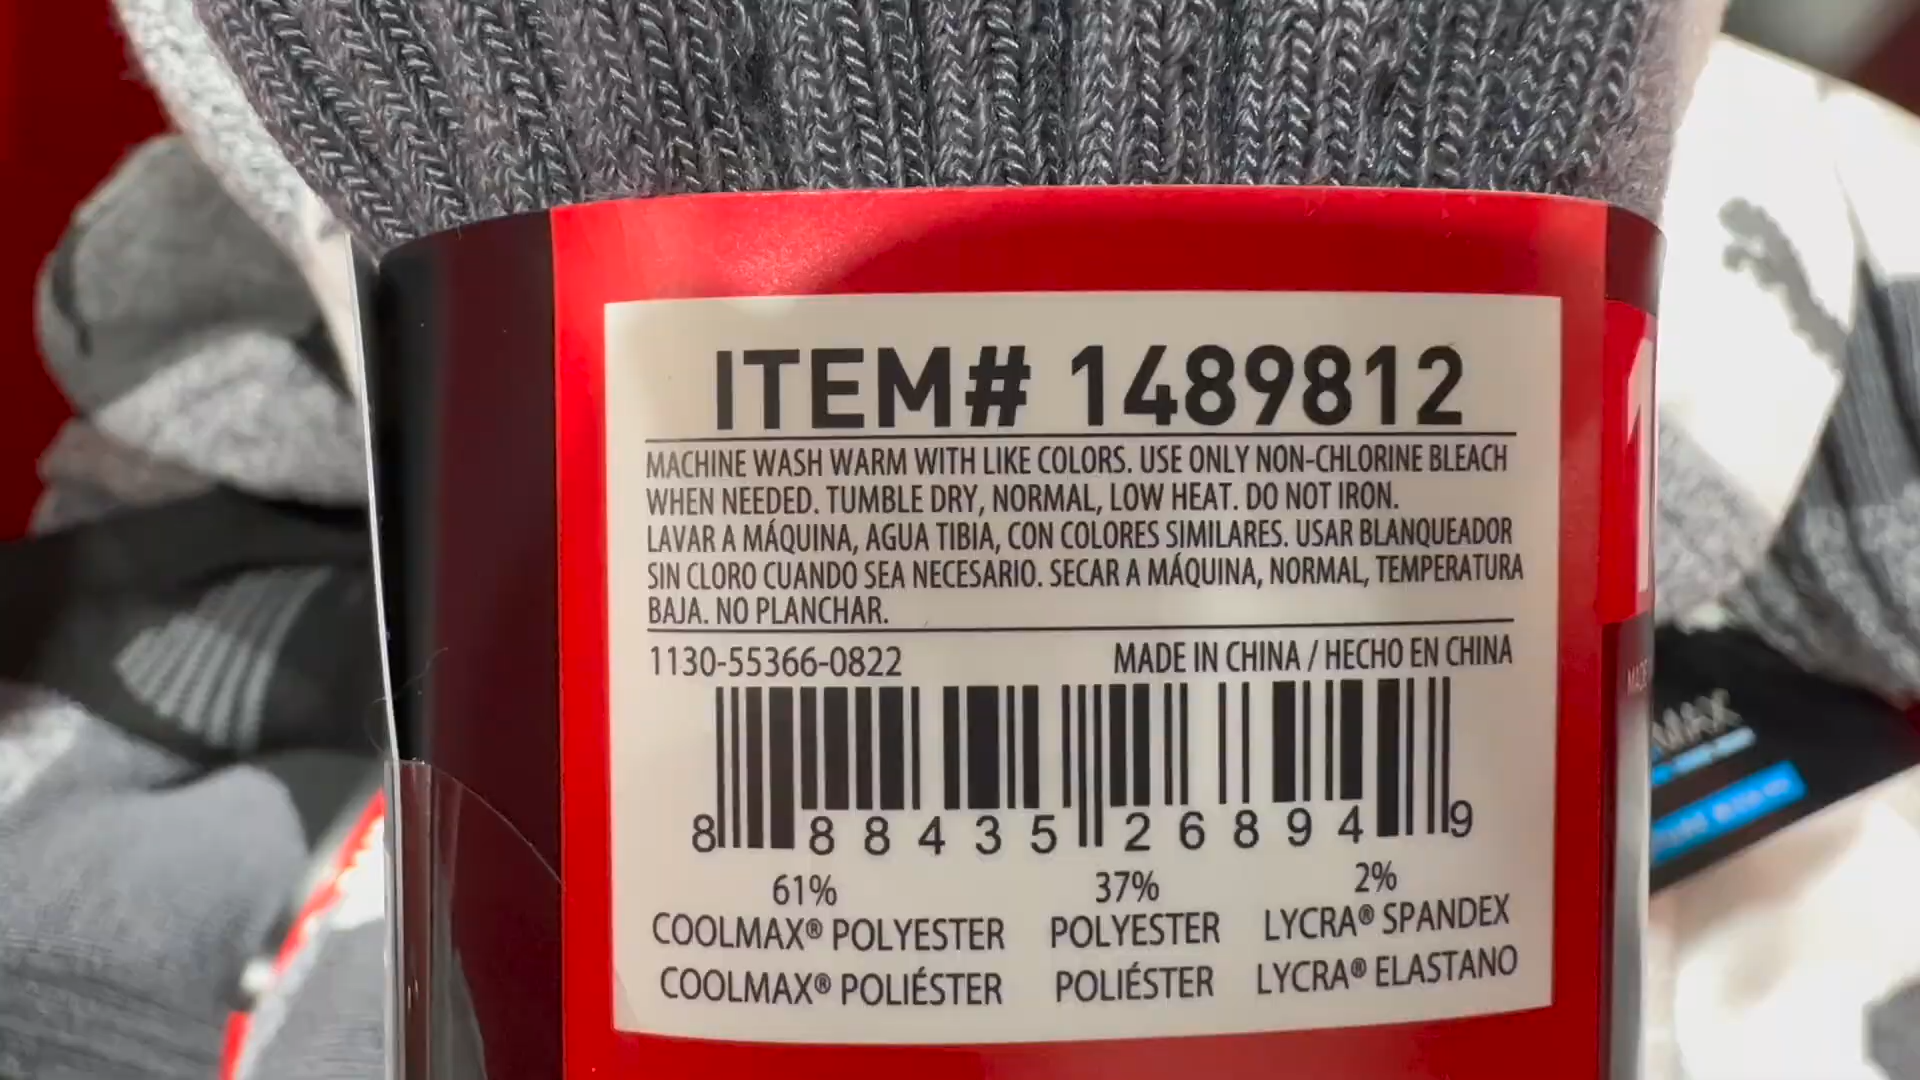 ITEM# 1489812
MACHINE WASH WARM WITH LIKE COLORS. USE ONLY NON-CHLORINE BLEACH
WHEN NEEDED. TUMBLE DRY, NORMAL, LOW HEAT. DO NOT IRON.
LAVAR A MÁQUINA, AGUA TIBIA, CON COLORES SIMILARES. USAR BLANQUEADOR
SIN CLORO CUANDO SEA NECESARIO. SECAR A MÁQUINA, NORMAL, TEMPERATURA
BAJA. NO PLANCHAR.
1130-55366-0822 MADE IN CHINA / HECHO EN CHINA
8 88435 26894 9
61% 37% 2%
COOLMAX® POLYESTER POLYESTER LYCRA® SPANDEX
COOLMAX® POLIÉSTER POLIÉSTER LYCRA® ELASTANO